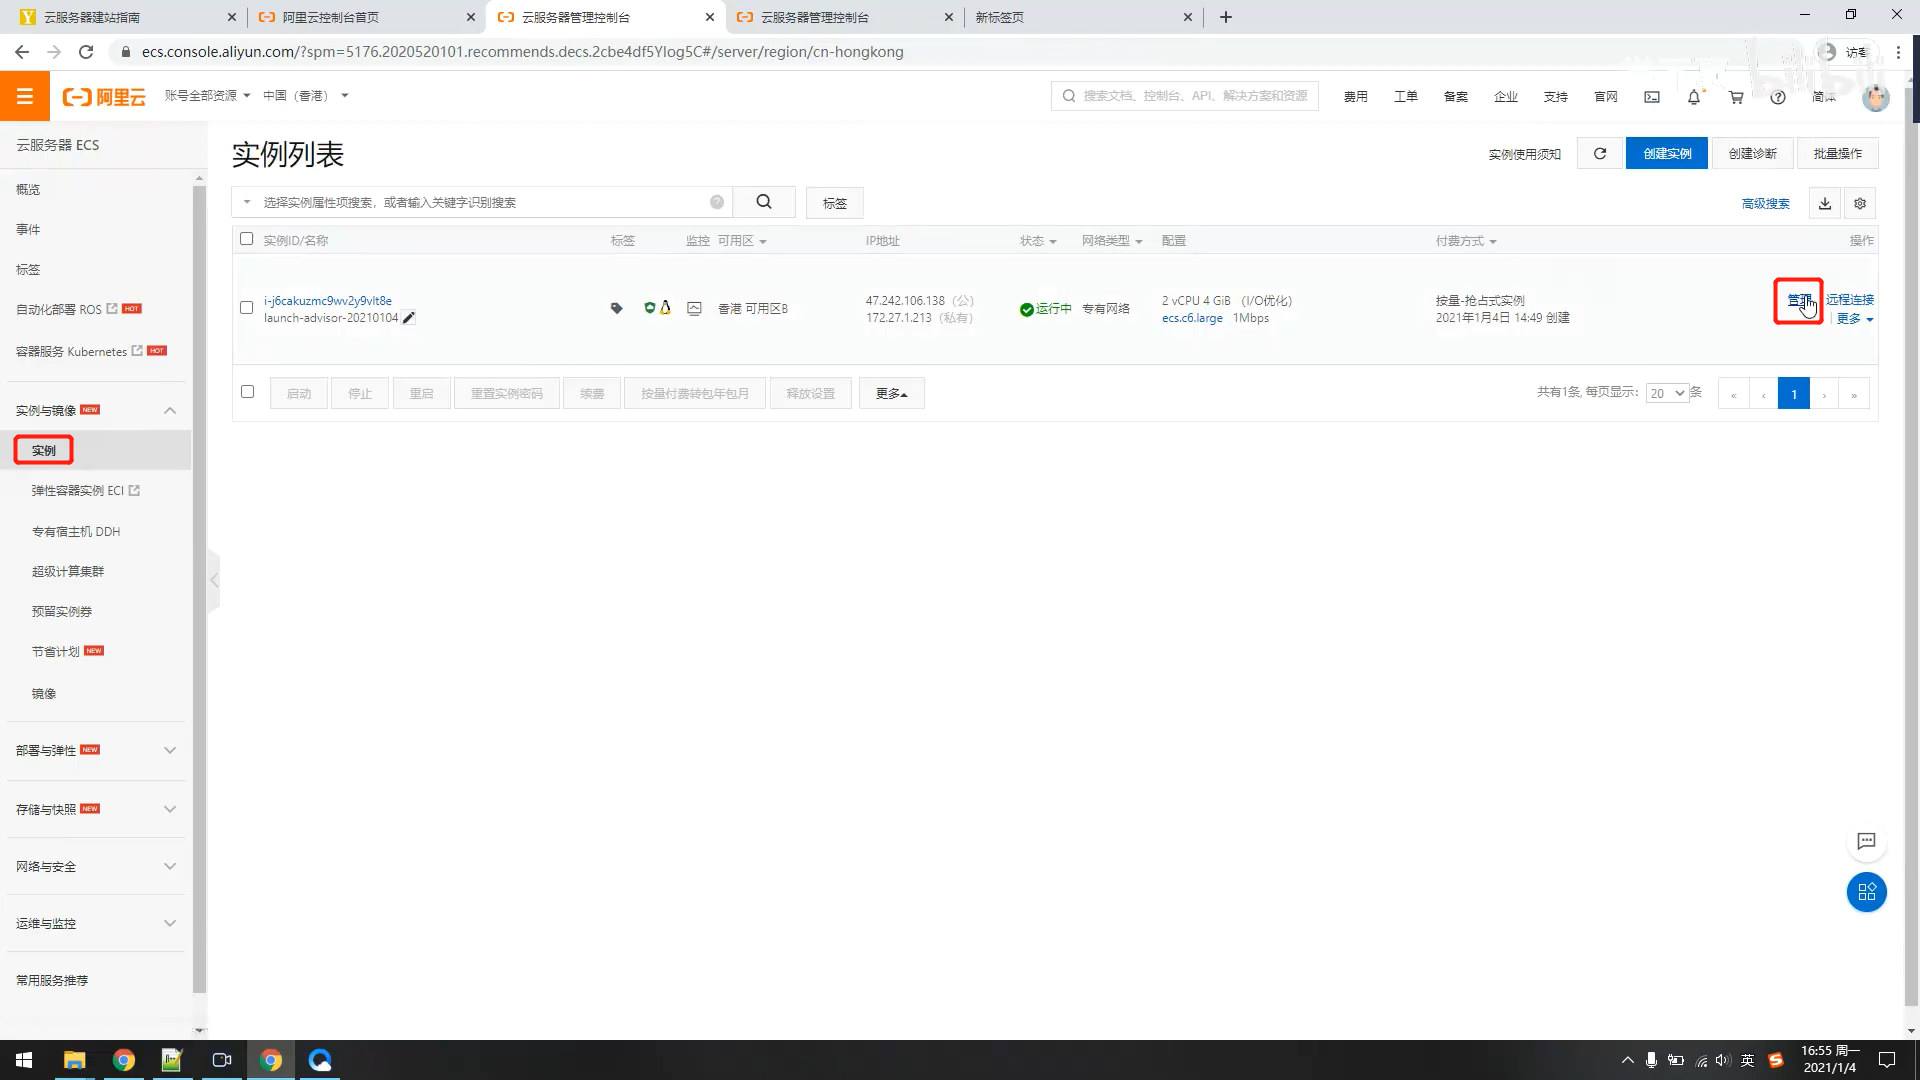 云服务器建站指南
阿里云控制台首页
云服务器管理控制台
云服务器管理控制台
新标签页
ecs.console.aliyun.com/?spm=5176.2020520101.recommends.decs.2cbe4df5Ylog5C#/server/region/cn-hongkong
访客
阿里云
账号全部资源
中国（香港）
搜索文档、控制台、API、解决方案和资源
费用
工单
备案
企业
支持
官网
简体
云服务器 ECS
概览
事件
标签
自动化部署 ROS HOT
容器服务 Kubernetes HOT
实例与镜像 NEW
实例
弹性容器实例 ECI
专有宿主机 DDH
超级计算集群
预留实例券
节省计划 NEW
镜像
部署与弹性 NEW
存储与快照 NEW
网络与安全
运维与监控
常用服务推荐
实例列表
实例使用须知
创建实例
创建诊断
批量操作
选择实例属性项搜索，或者输入关键字识别搜索
标签
高级搜索
实例ID/名称
标签
监控
可用区
IP地址
状态
网络类型
配置
付费方式
操作
i-j6cakuzmc9wv2y9vlt8e
launch-advisor-20210104
香港 可用区B
47.242.106.138（公）
172.27.1.213（私有）
运行中
专有网络
2 vCPU 4 GiB （I/O优化）
ecs.c6.large 1Mbps
按量-抢占式实例
2021年1月4日 14:49 创建
管理
远程连接
更多
启动
停止
重启
重置实例密码
续费
按量付费转包年包月
释放设置
更多
共有1条, 每页显示: 20 条
« ‹ 1 › »
英
16:55 周一
2021/1/4